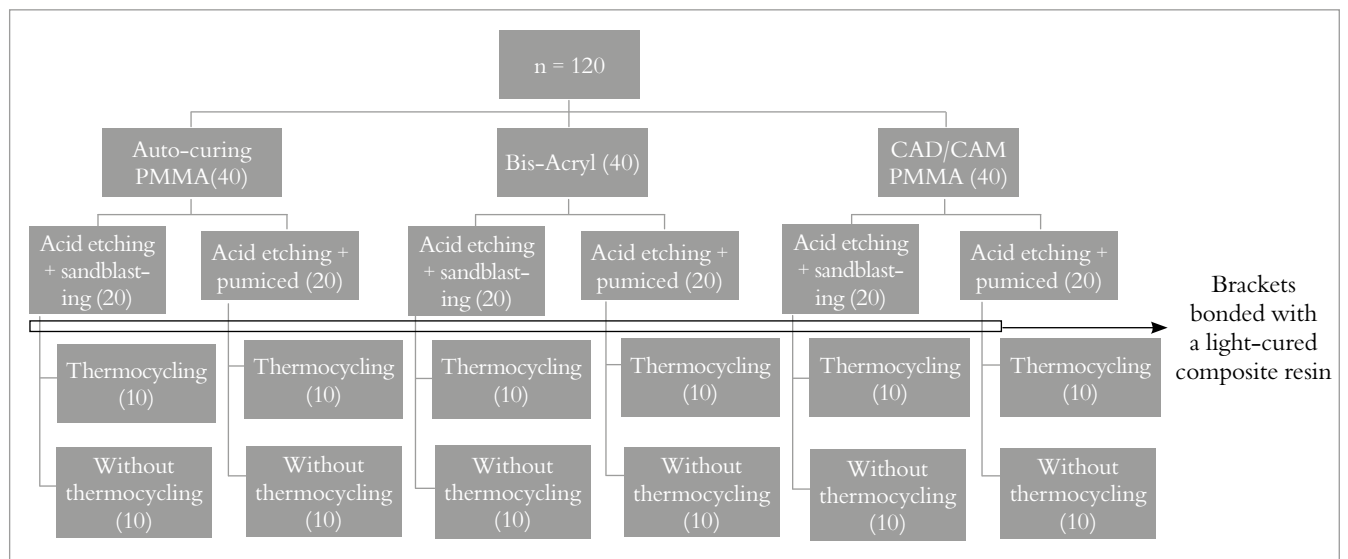 n = 120
Auto-curing
PMMA(40)
Bis-Acryl (40)
CAD/CAM
PMMA (40)
Acid etching
+ sandblast-
ing (20)
Acid etching +
pumiced (20)
Acid etching
+ sandblast-
ing (20)
Acid etching +
pumiced (20)
Acid etching
+ sandblast-
ing (20)
Acid etching +
pumiced (20)
Brackets
bonded with
a light-cured
composite resin
Thermocycling
(10)
Thermocycling
(10)
Thermocycling
(10)
Thermocycling
(10)
Thermocycling
(10)
Thermocycling
(10)
Without
thermocycling
(10)
Without
thermocycling
(10)
Without
thermocycling
(10)
Without
thermocycling
(10)
Without
thermocycling
(10)
Without
thermocycling
(10)